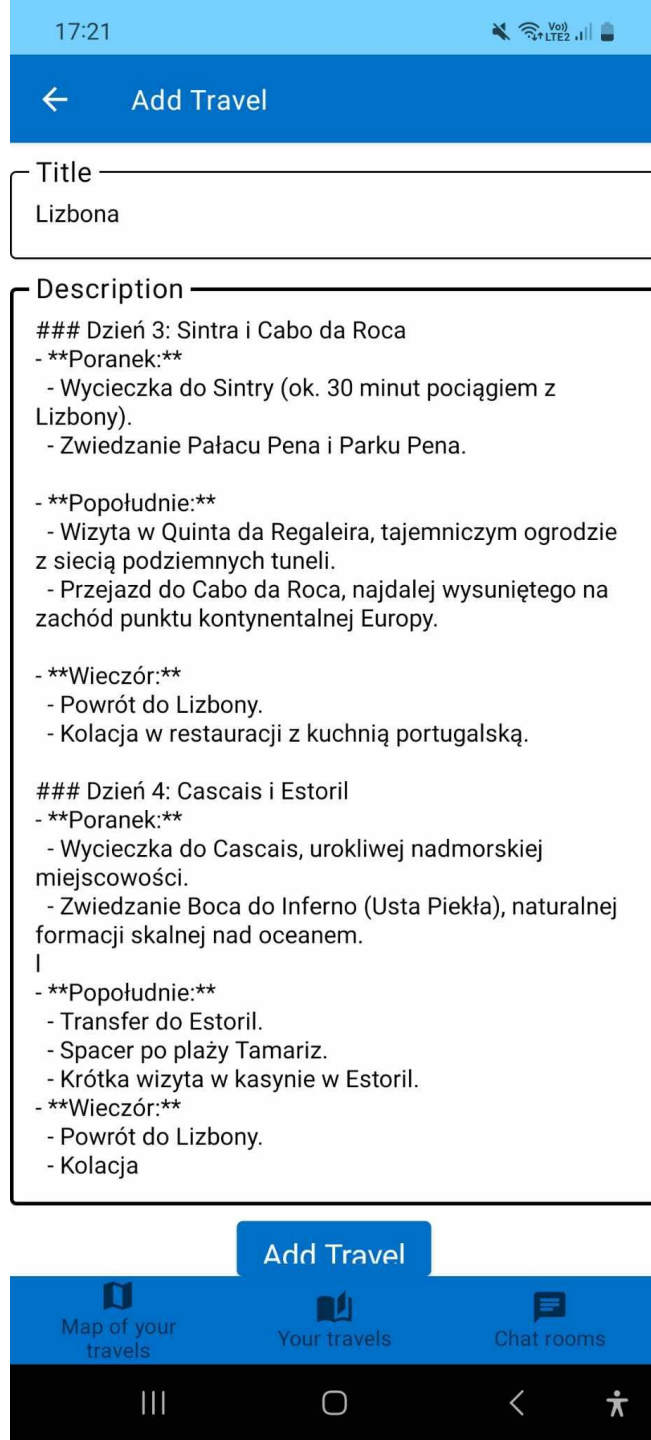 17:21
Vo)) LTE2
Add Travel
Title
Lizbona
Description
### Dzień 3: Sintra i Cabo da Roca
- **Poranek:**
- Wycieczka do Sintry (ok. 30 minut pociągiem z
Lizbony).
- Zwiedzanie Pałacu Pena i Parku Pena.
- **Popołudnie:**
- Wizyta w Quinta da Regaleira, tajemniczym ogrodzie
z siecią podziemnych tuneli.
- Przejazd do Cabo da Roca, najdalej wysuniętego na
zachód punktu kontynentalnej Europy.
- **Wieczór:**
- Powrót do Lizbony.
- Kolacja w restauracji z kuchnią portugalską.
### Dzień 4: Cascais i Estoril
- **Poranek:**
- Wycieczka do Cascais, urokliwej nadmorskiej
miejscowości.
- Zwiedzanie Boca do Inferno (Usta Piekła), naturalnej
formacji skalnej nad oceanem.
- **Popołudnie:**
- Transfer do Estoril.
- Spacer po plaży Tamariz.
- Krótka wizyta w kasynie w Estoril.
- **Wieczór:**
- Powrót do Lizbony.
- Kolacja
Add Travel
Map of your
travels
Your travels
Chat rooms